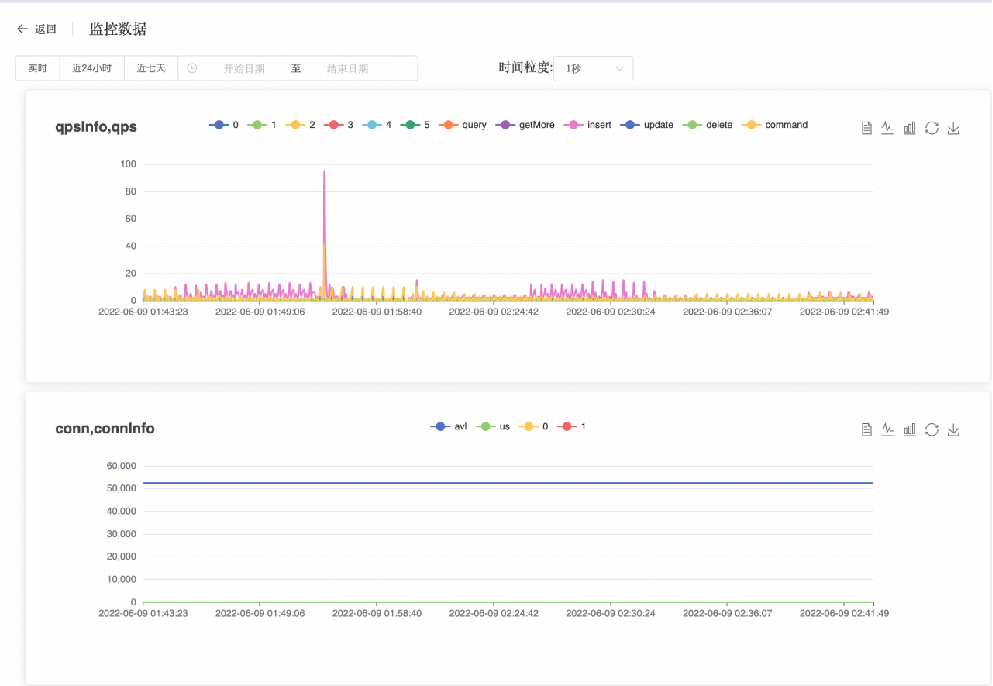 返回 监控数据
实时 近24小时 近七天 开始日期 至 结束日期 时间粒度: 1秒
qpsInfo,qps 0 1 2 3 4 5 query getMore insert update delete command
100
80
60
40
20
0
2022-06-09 01:43:23 2022-06-09 01:49:06 2022-06-09 01:58:40 2022-06-09 02:24:42 2022-06-09 02:30:24 2022-06-09 02:36:07 2022-06-09 02:41:49
conn,connInfo avl us 0 1
60,000
50,000
40,000
30,000
20,000
10,000
0
2022-06-09 01:43:23 2022-06-09 01:49:06 2022-06-09 01:58:40 2022-06-09 02:24:42 2022-06-09 02:30:24 2022-06-09 02:36:07 2022-06-09 02:41:49